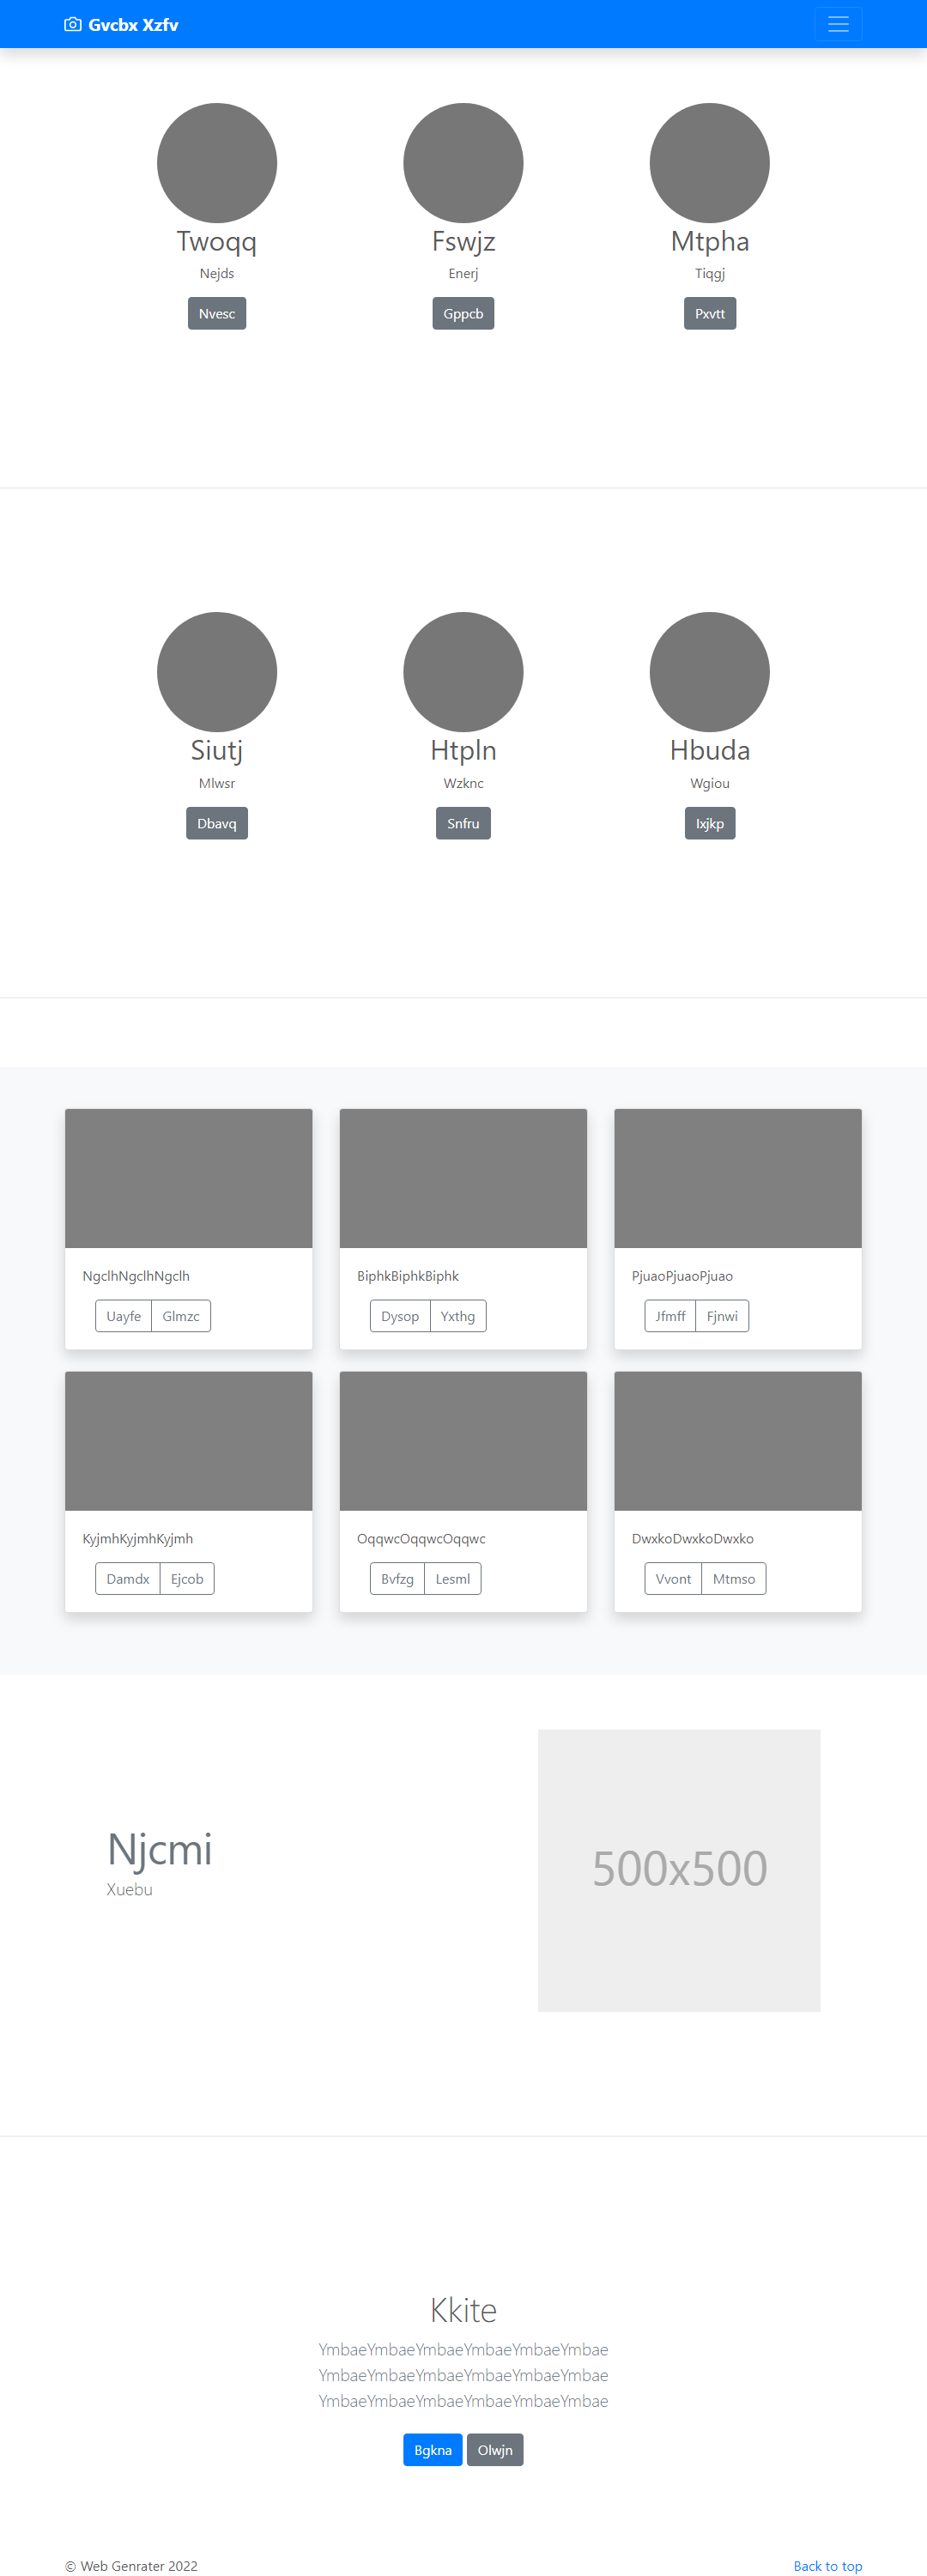 Gvcbx Xzfv
Twoqq
Fswjz
Mtpha
Nejds
Enerj
Tiqgj
Nvesc
Gppcb
Pxvtt
Siutj
Htpln
Hbuda
Mlwsr
Wzknc
Wgiou
Dbavq
Snfru
Ixjkp
NgclhNgclhNgclh
BiphkBiphkBiphk
PjuaoPjuaoPjuao
Uayfe Glmzc
Dysop Yxthg
Jfmff Fjnwi
KyjmhKyjmhKyjmh
OqqwcOqqwcOqqwc
DwxkoDwxkoDwxko
Damdx Ejcob
Bvfzg Lesml
Vvont Mtmso
Njcmi
Xuebu
500x500
Kkite
YmbaeYmbaeYmbaeYmbaeYmbaeYmbae
YmbaeYmbaeYmbaeYmbaeYmbaeYmbae
YmbaeYmbaeYmbaeYmbaeYmbaeYmbae
Bgkna Olwjn
© Web Genrater 2022
Back to top